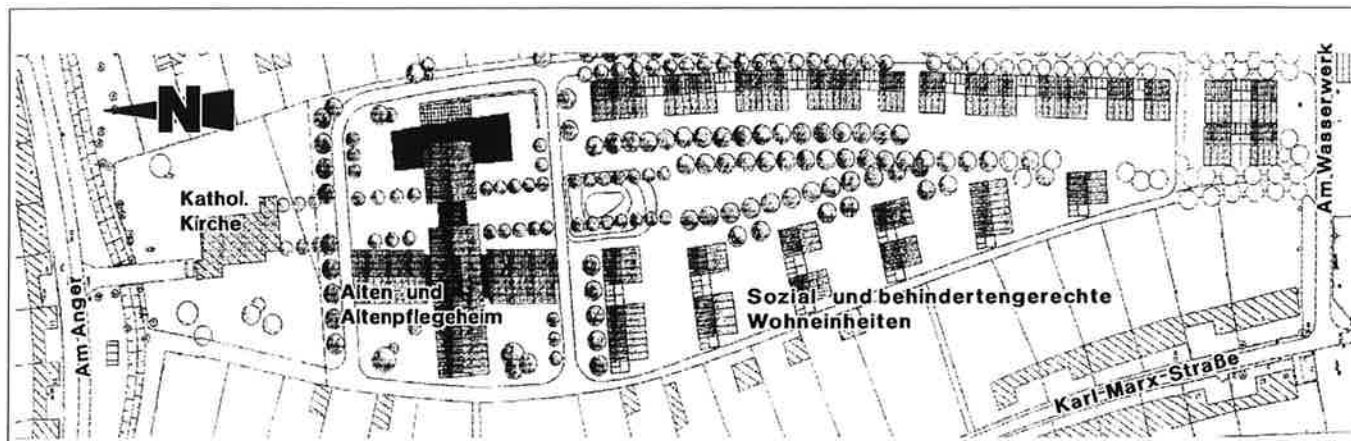 N
Kathol.
Kirche
Am Anger
Alten- und
Altenpflegeheim
Sozial- und behindertengerechte
Wohneinheiten
Karl-Marx-Straße
Am Wasserwerk